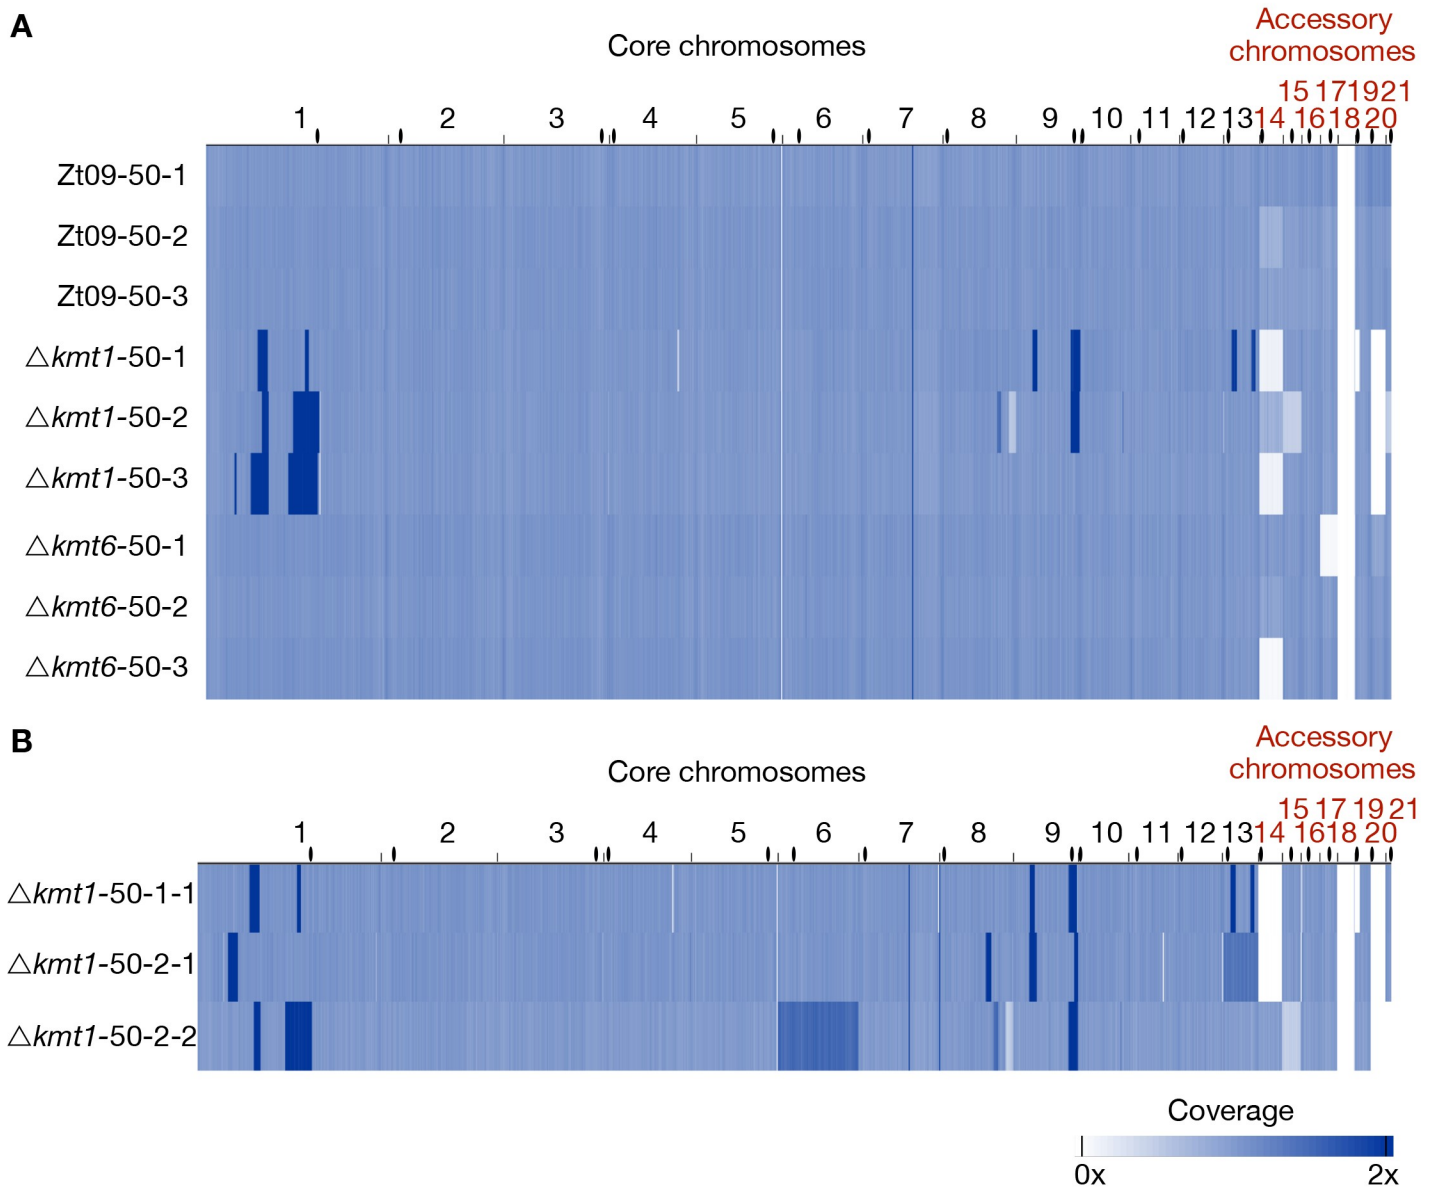 A
Core chromosomes
Accessory
chromosomes
15 17 19 21
1 2 3 4 5 6 7 8 9 10 11 12 13 14 16 18 20
Zt09-50-1
Zt09-50-2
Zt09-50-3
△kmt1-50-1
△kmt1-50-2
△kmt1-50-3
△kmt6-50-1
△kmt6-50-2
△kmt6-50-3
B
Core chromosomes
Accessory
chromosomes
15 17 19 21
1 2 3 4 5 6 7 8 9 10 11 12 13 14 16 18 20
△kmt1-50-1-1
△kmt1-50-2-1
△kmt1-50-2-2
Coverage
0x 2x